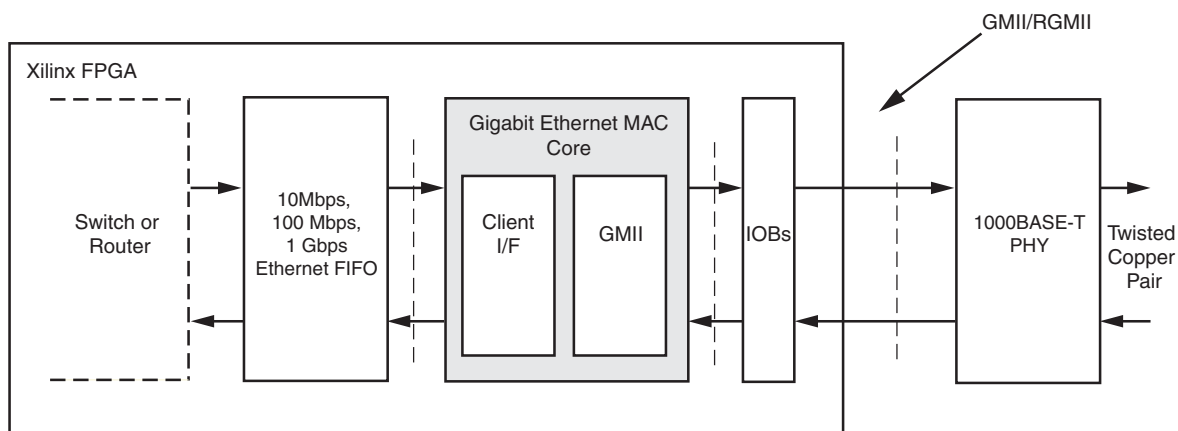 GMII/RGMII
Xilinx FPGA
Switch or
Router
10Mbps,
100 Mbps,
1 Gbps
Ethernet FIFO
Gigabit Ethernet MAC
Core
Client
I/F
GMII
IOBs
1000BASE-T
PHY
Twisted
Copper
Pair